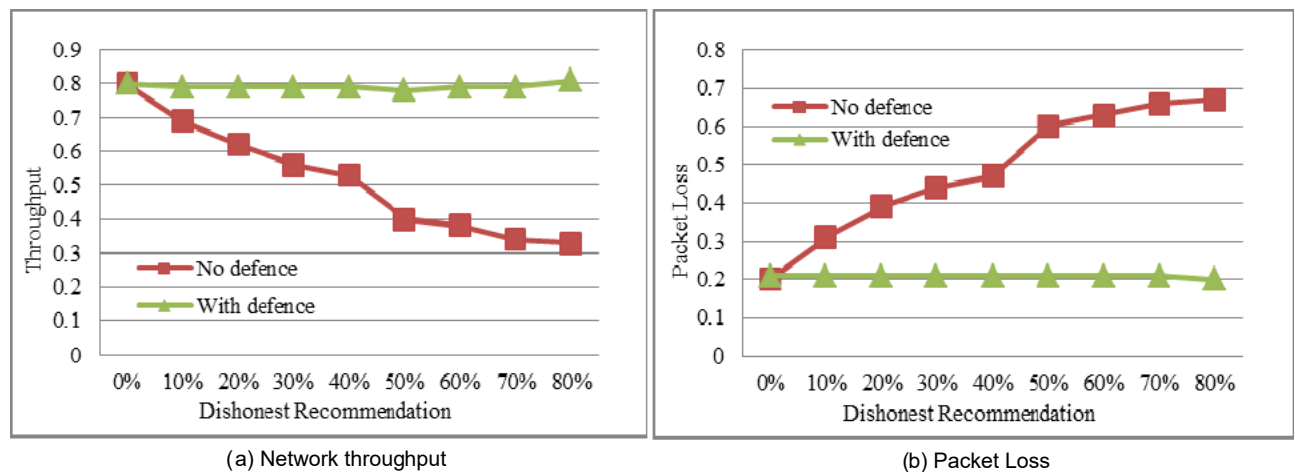 0.9
0.8
0.7
0.6
0.5
0.4
0.3
0.2
0.1
0
Throughput
No defence
With defence
0% 10% 20% 30% 40% 50% 60% 70% 80%
Dishonest Recommendation
(a) Network throughput
0.8
0.7
0.6
0.5
0.4
0.3
0.2
0.1
0
Packet Loss
No defence
With defence
0% 10% 20% 30% 40% 50% 60% 70% 80%
Dishonest Recommendation
(b) Packet Loss